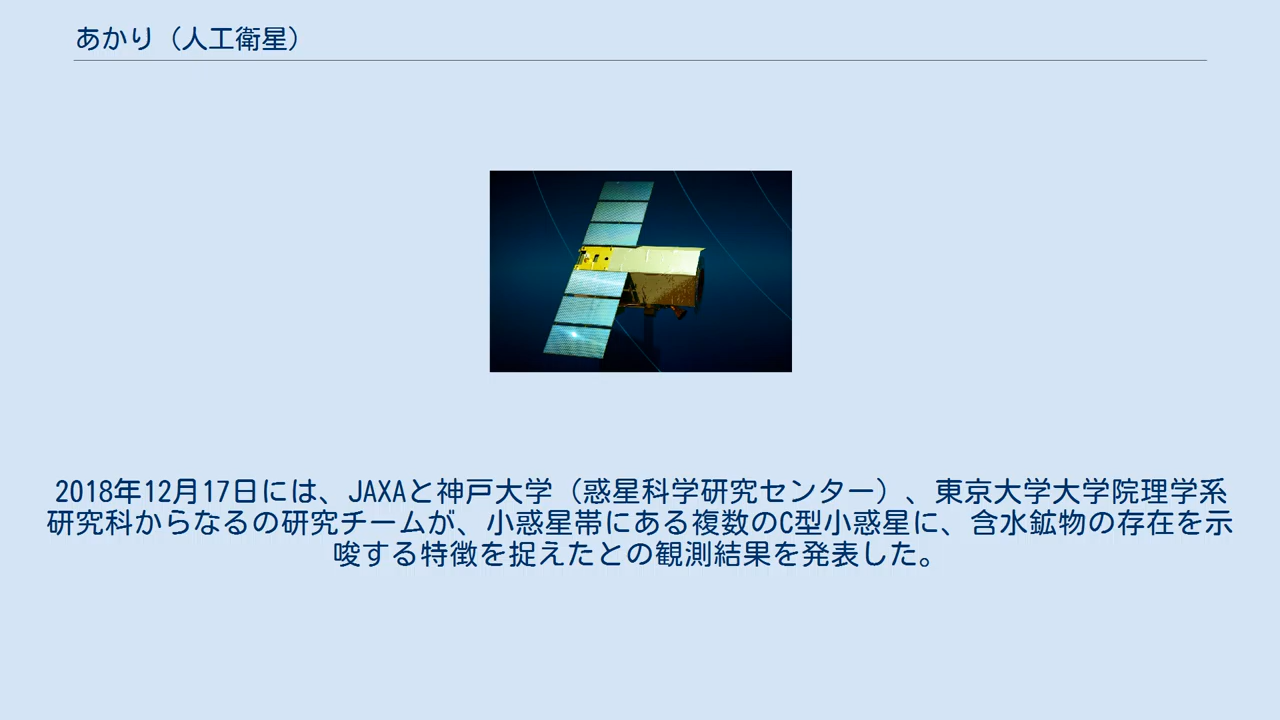 あかり（人工衛星）
2018年12月17日には、JAXAと神戸大学（惑星科学研究センター）、東京大学大学院理学系
研究科からなるの研究チームが、小惑星帯にある複数のC型小惑星に、含水鉱物の存在を示
唆する特徴を捉えたとの観測結果を発表した。